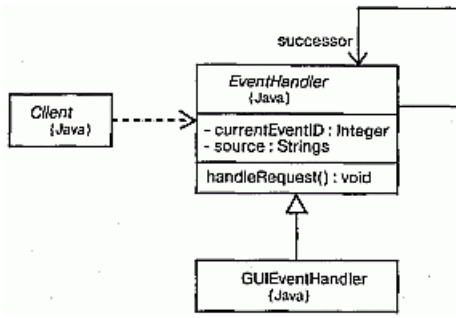 successor
EventHandler
{Java}
Client
{Java}
- currentEventID : Integer
- source : Strings
handleRequest() : void
GUIEventHandler
{Java}